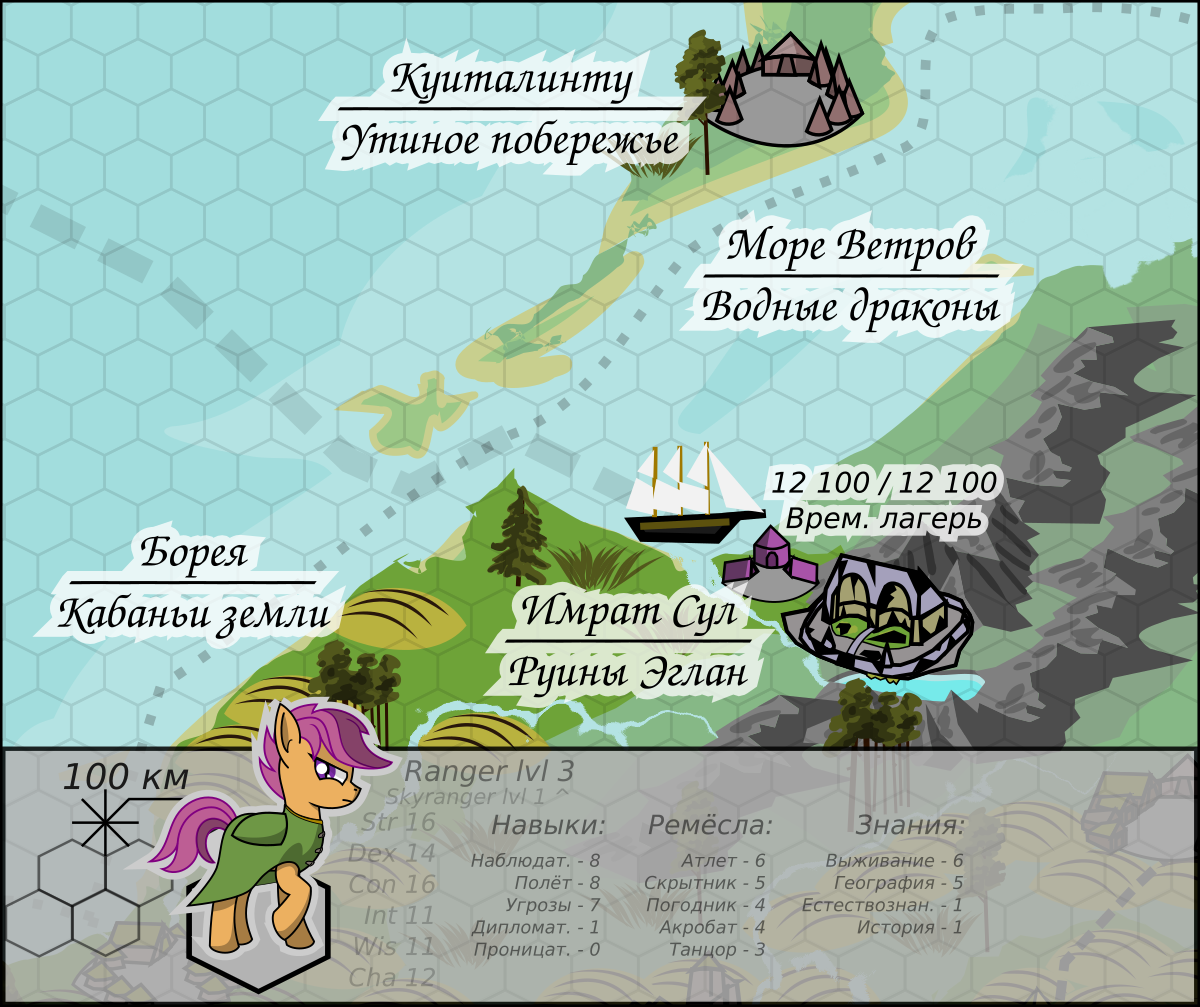 Куиталинту
Утиное побережье
Море Ветров
Водные драконы
12 100 / 12 100
Врем. лагерь
Борея
Кабаньи земли
Имрат Сул
Руины Эглан
100 км
Ranger lvl 3
Skyranger lvl 1 ^
Str 16
Dex 14
Con 16
Int 11
Wis 11
Cha 12
Навыки:
Наблюдат. - 8
Полёт - 8
Угрозы - 7
Дипломат. - 1
Проницат. - 0
Ремёсла:
Атлет - 6
Скрытник - 5
Погодник - 4
Акробат - 4
Танцор - 3
Знания:
Выживание - 6
География - 5
Естествознан. - 1
История - 1